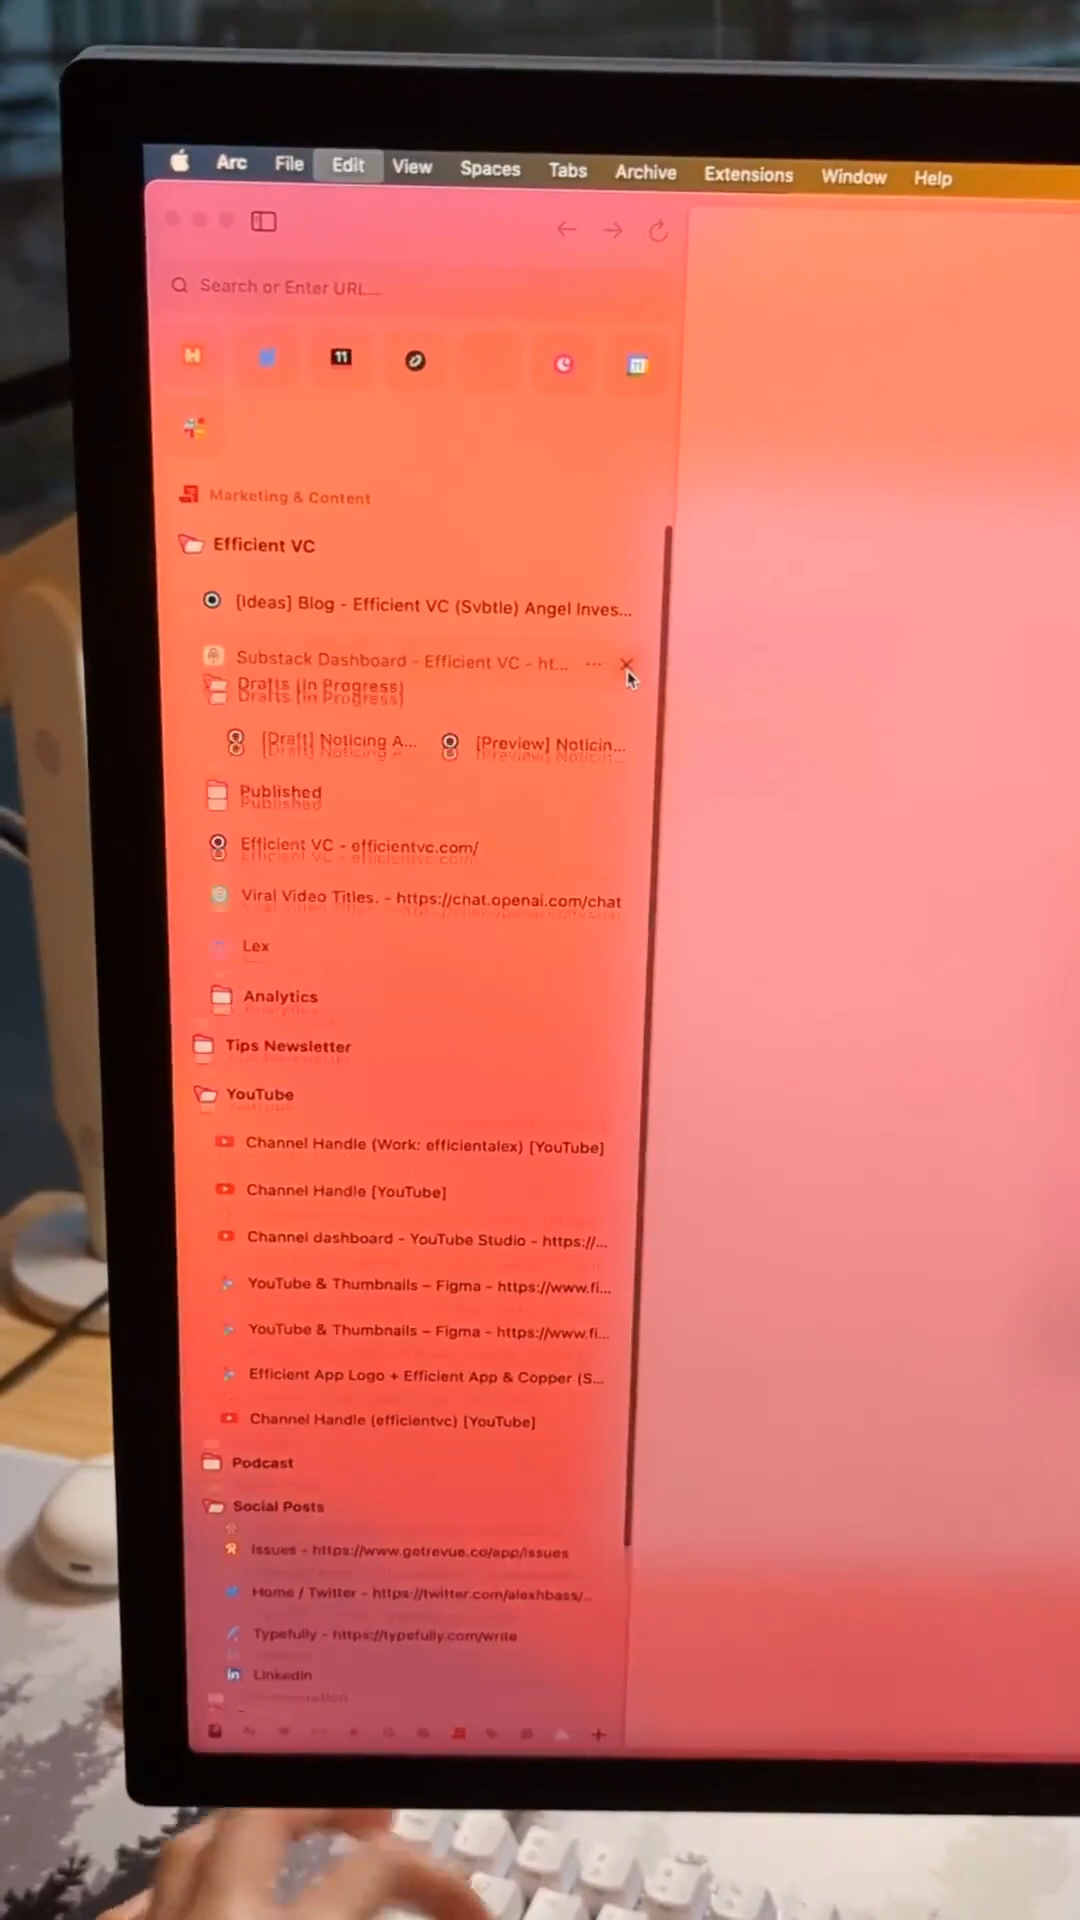 Arc File Edit View Spaces Tabs Archive Extensions Window Help
Search or Enter URL...
11
11
Marketing & Content
Efficient VC
[Ideas] Blog - Efficient VC (Svbtle) Angel Inves...
Substack Dashboard - Efficient VC - ht...
Drafts (In Progress)
[Draft] Noticing A... [Preview] Noticin...
Published
Efficient VC - efficientvc.com/
Viral Video Titles. - https://chat.openai.com/chat
Lex
Analytics
Tips Newsletter
YouTube
Channel Handle (Work: efficientalex) [YouTube]
Channel Handle [YouTube]
Channel dashboard - YouTube Studio - https://...
YouTube & Thumbnails – Figma - https://www.fi...
YouTube & Thumbnails – Figma - https://www.fi...
Efficient App Logo + Efficient App & Copper (S...
Channel Handle (efficientvc) [YouTube]
Podcast
Social Posts
Issues - https://www.getrevue.co/app/issues
Home / Twitter - https://twitter.com/alexhbass/...
Typefully - https://typefully.com/write
in LinkedIn